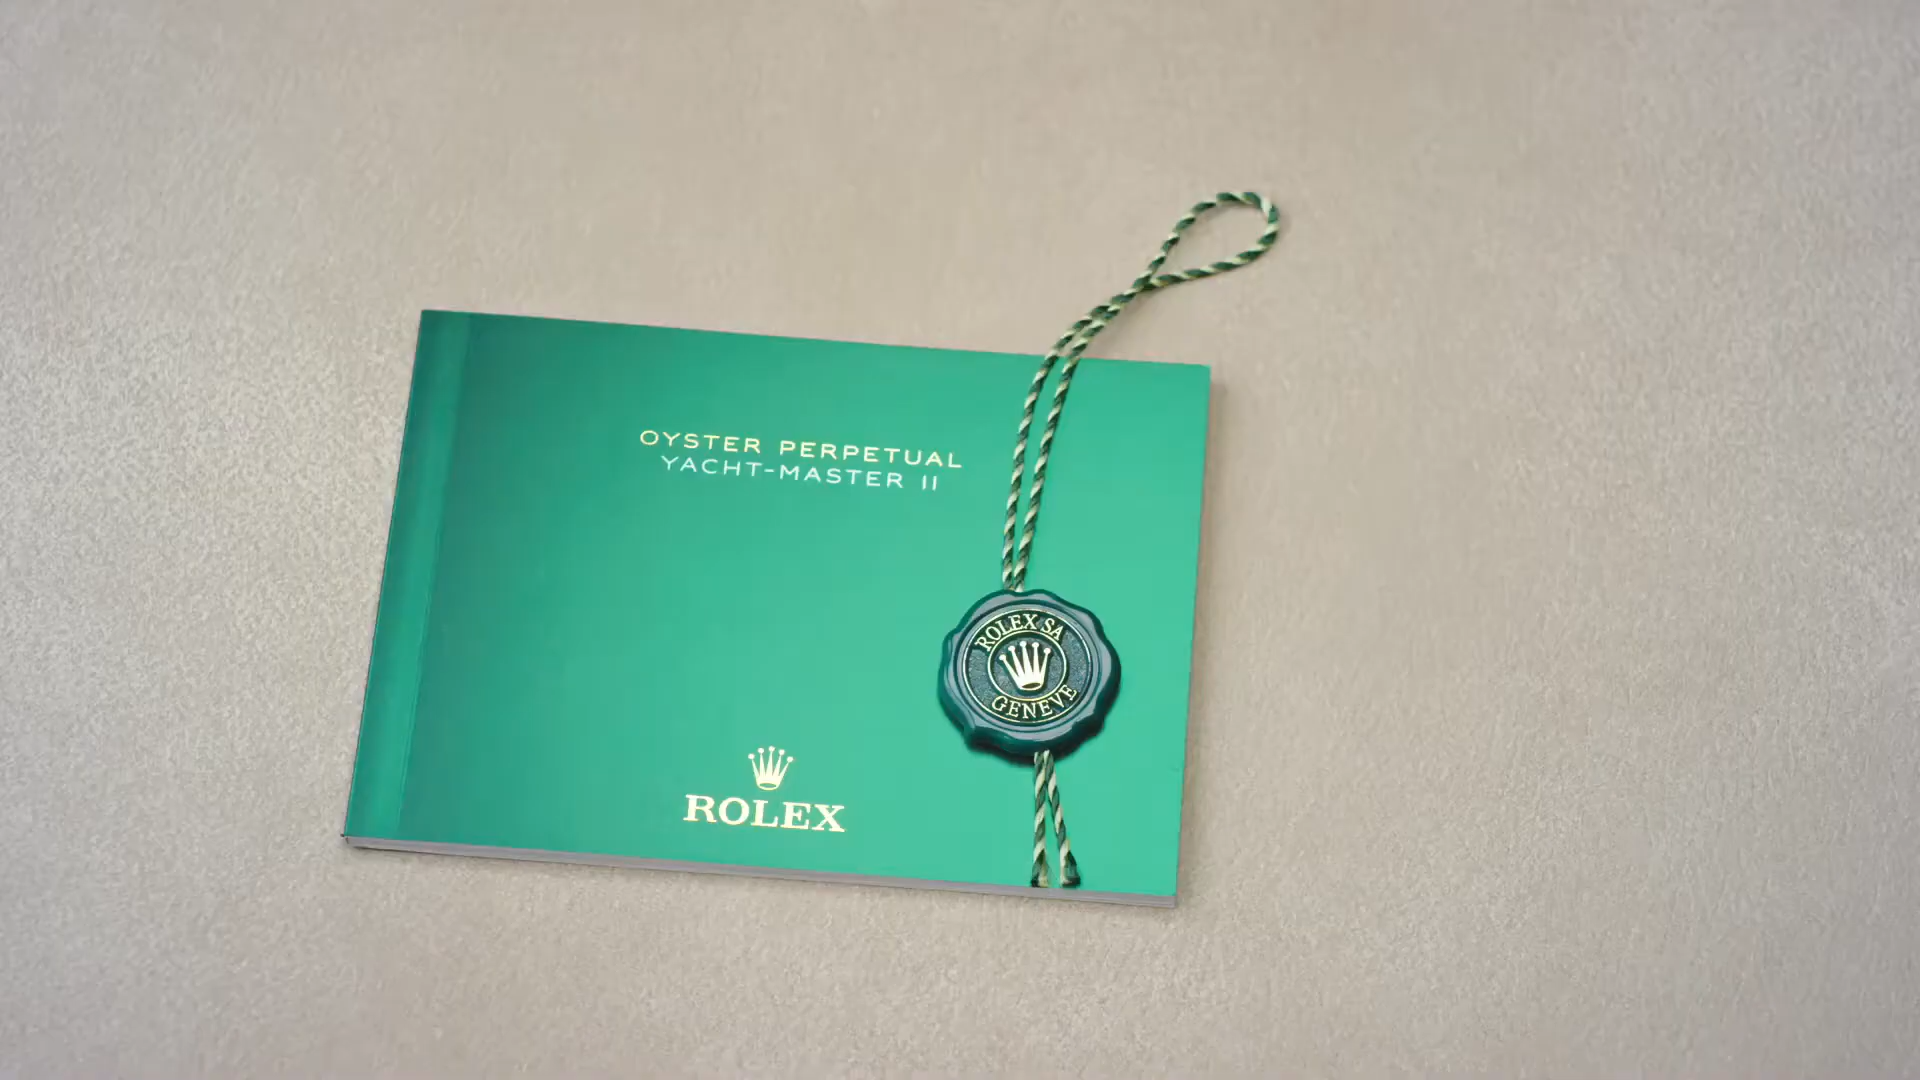 OYSTER PERPETUAL
YACHT-MASTER II
ROLEX SA
GENEVE
ROLEX